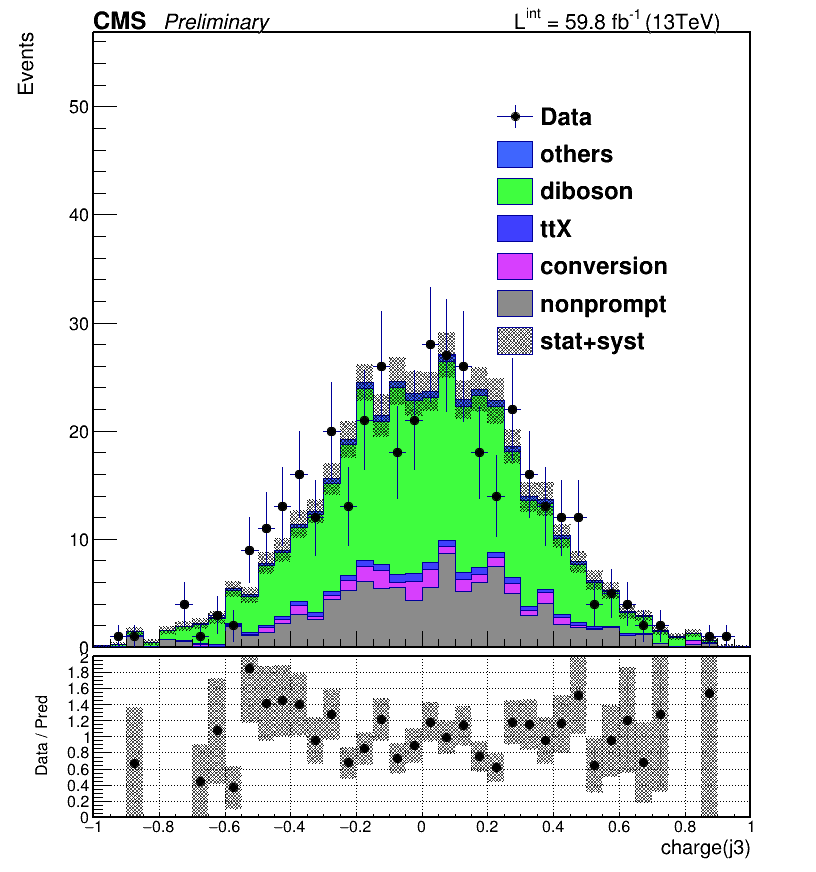 CMS Preliminary L^int = 59.8 fb^-1 (13TeV)
Events
50
40
30
20
10
0
Data
others
diboson
ttX
conversion
nonprompt
stat+syst
Data / Pred
2
1.8
1.6
1.4
1.2
1
0.8
0.6
0.4
0.2
0
−1 −0.8 −0.6 −0.4 −0.2 0 0.2 0.4 0.6 0.8 1
charge(j3)